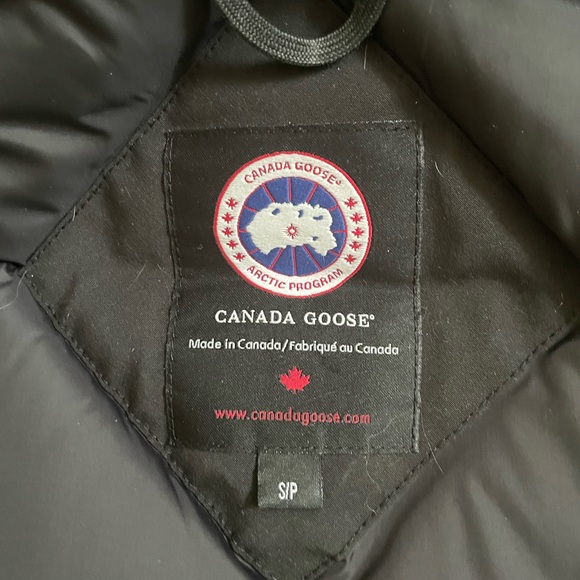 CANADA GOOSE®
ARCTIC PROGRAM
CANADA GOOSE®
Made in Canada/Fabriqué au Canada
www.canadagoose.com
S/P